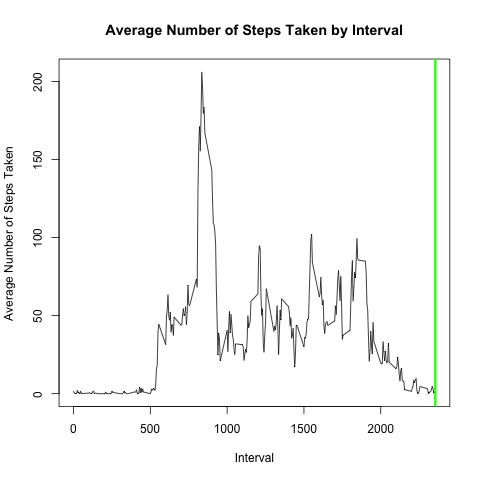 Average Number of Steps Taken by Interval
Average Number of Steps Taken
200
150
100
50
0
0 500 1000 1500 2000
Interval